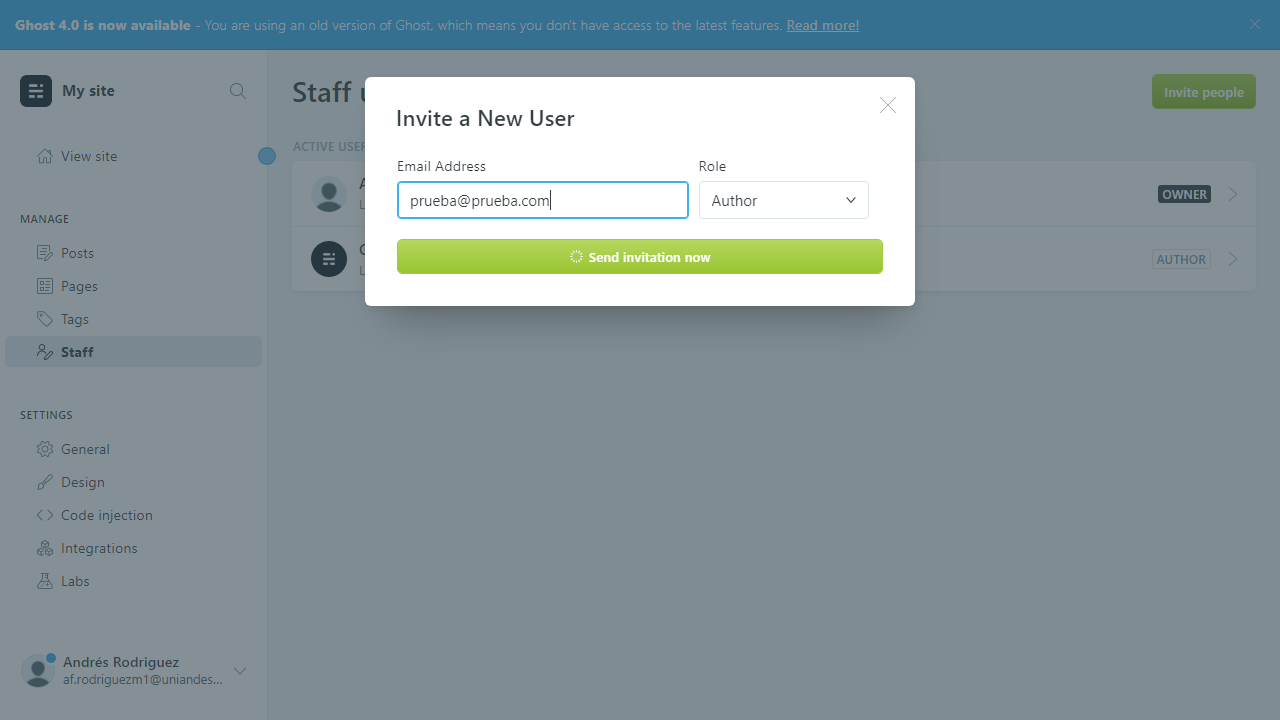 Ghost 4.0 is now available - You are using an old version of Ghost, which means you don't have access to the latest features. Read more!
My site
View site
MANAGE
Posts
Pages
Tags
Staff
SETTINGS
General
Design
Code injection
Integrations
Labs
Andrés Rodriguez
af.rodriguezm1@uniandes...
Staff
Invite people
ACTIVE USER
OWNER
AUTHOR
Invite a New User
Email Address
Role
prueba@prueba.com
Author
Send invitation now